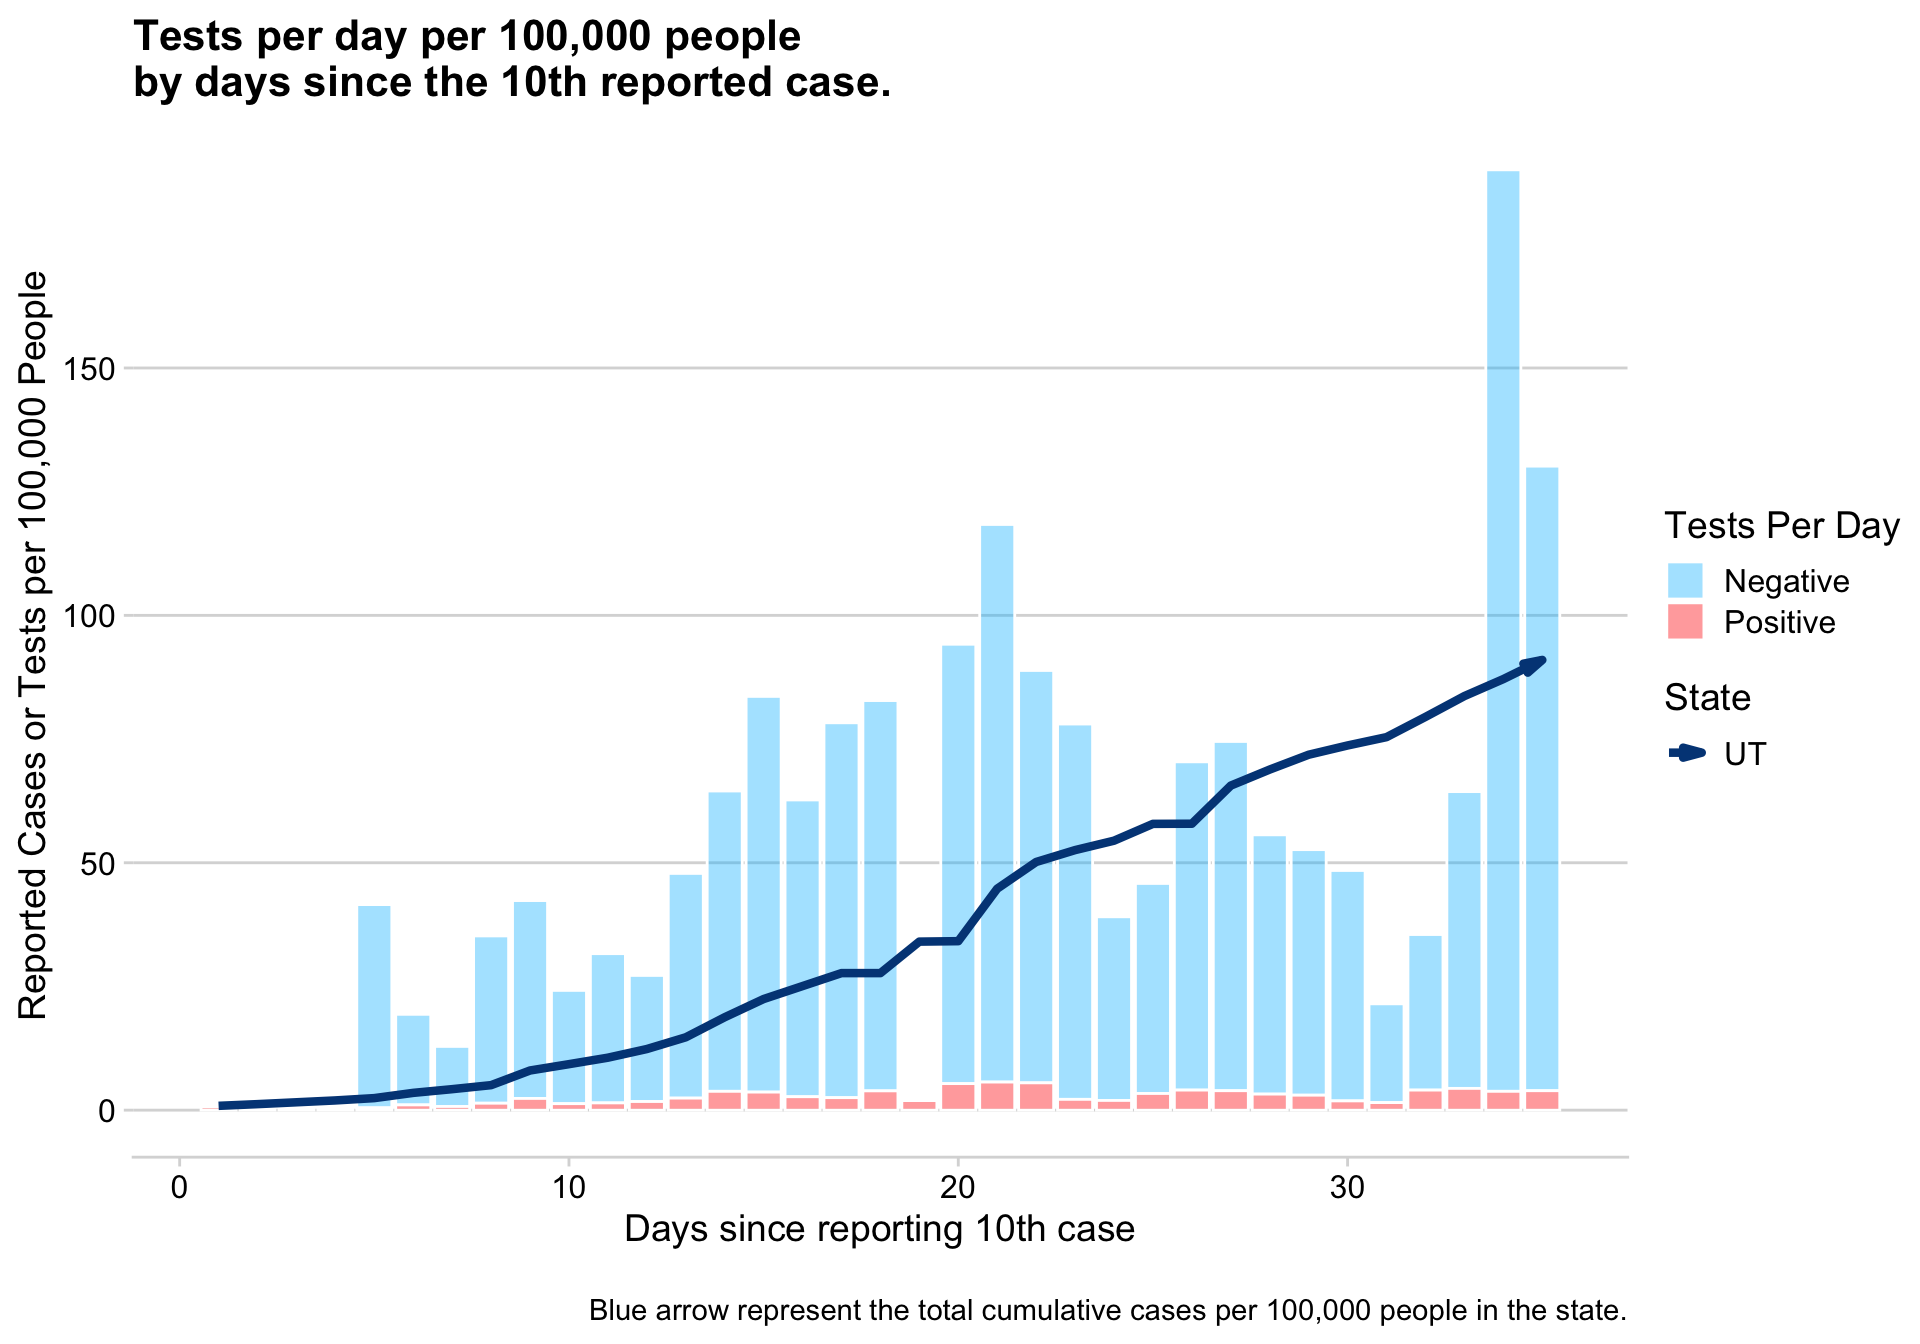 Tests per day per 100,000 people
by days since the 10th reported case.
Reported Cases or Tests per 100,000 People
150
100
50
0
0
10
20
30
Days since reporting 10th case
Tests Per Day
Negative
Positive
State
UT
Blue arrow represent the total cumulative cases per 100,000 people in the state.